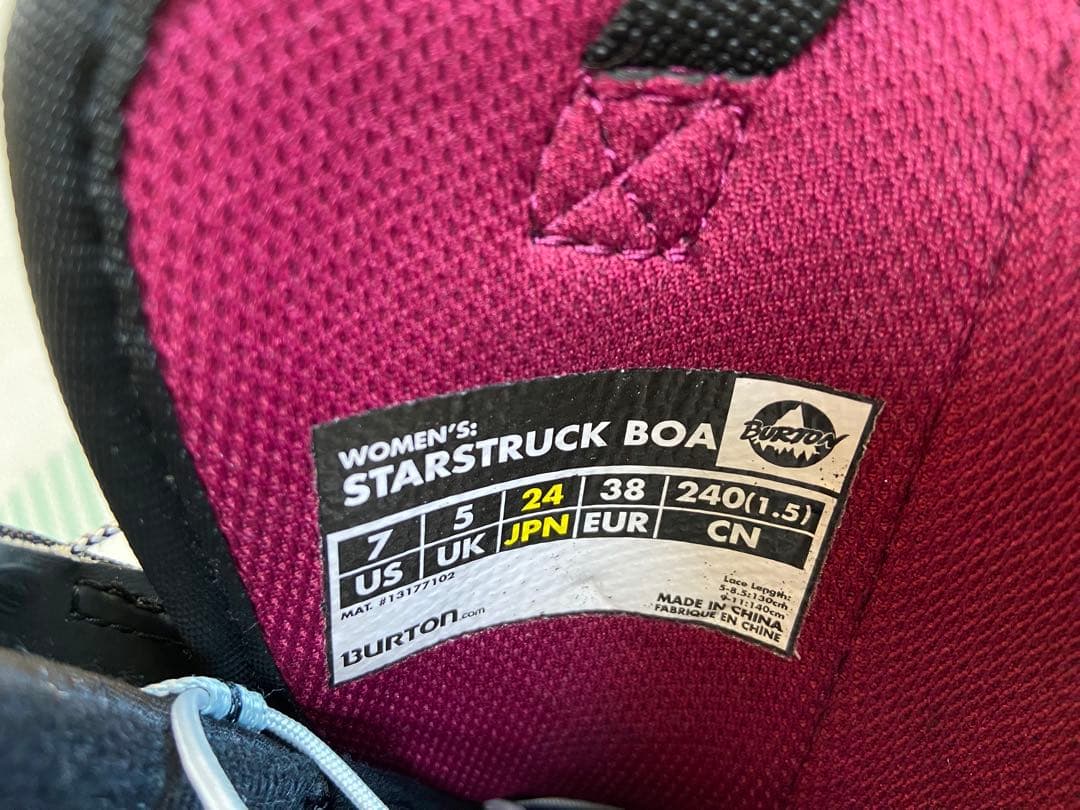 WOMEN'S:
STARSTRUCK BOA
BURTON
7 5 24 38 240(1.5)
US UK JPN EUR CN
MAT. #13177102
Lace Length:
5-8.5:130cm
9-11:140cm
MADE IN CHINA
FABRIQUE EN CHINE
BURTON.com